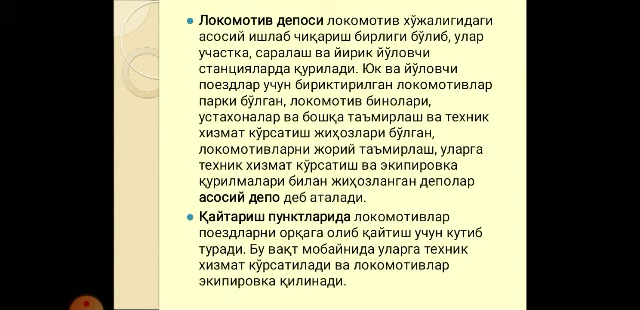 Локомотив депоси локомотив хўжалигидаги
асосий ишлаб чиқариш бирлиги бўлиб, улар
участка, саралаш ва йирик йўловчи
станцияларда қурилади. Юк ва йўловчи
поездлар учун бириктирилган локомотивлар
парки бўлган, локомотив бинолари,
устахоналар ва бошқа таъмирлаш ва техник
хизмат кўрсатиш жиҳозлари бўлган,
локомотивларни жорий таъмирлаш, уларга
техник хизмат кўрсатиш ва экипировка
қурилмалари билан жиҳозланган деполар
асосий депо деб аталади.
Қайтариш пунктларида локомотивлар
поездларни орқага олиб қайтиш учун кутиб
туради. Бу вақт мобайнида уларга техник
хизмат кўрсатилади ва локомотивлар
экипировка қилинади.